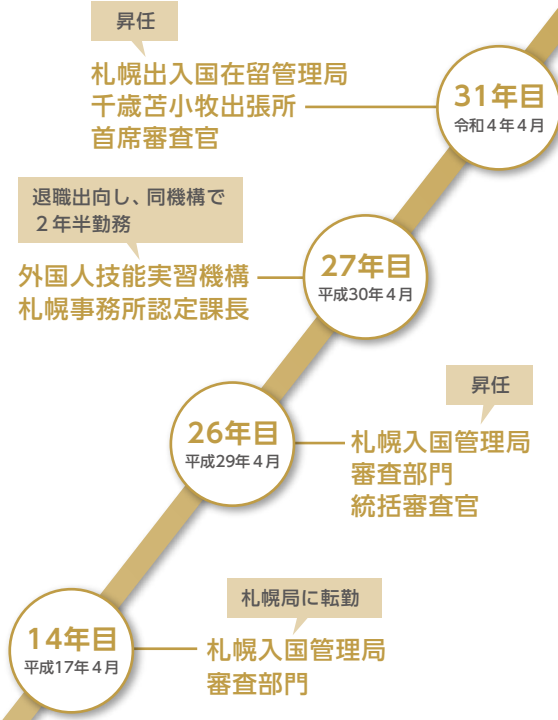 昇任
札幌出入国在留管理局
千歳苫小牧出張所
首席審査官
31年目
令和4年4月
退職出向し、同機構で
2年半勤務
外国人技能実習機構
札幌事務所認定課長
27年目
平成30年4月
昇任
26年目
平成29年4月
札幌入国管理局
審査部門
統括審査官
札幌局に転勤
14年目
平成17年4月
札幌入国管理局
審査部門